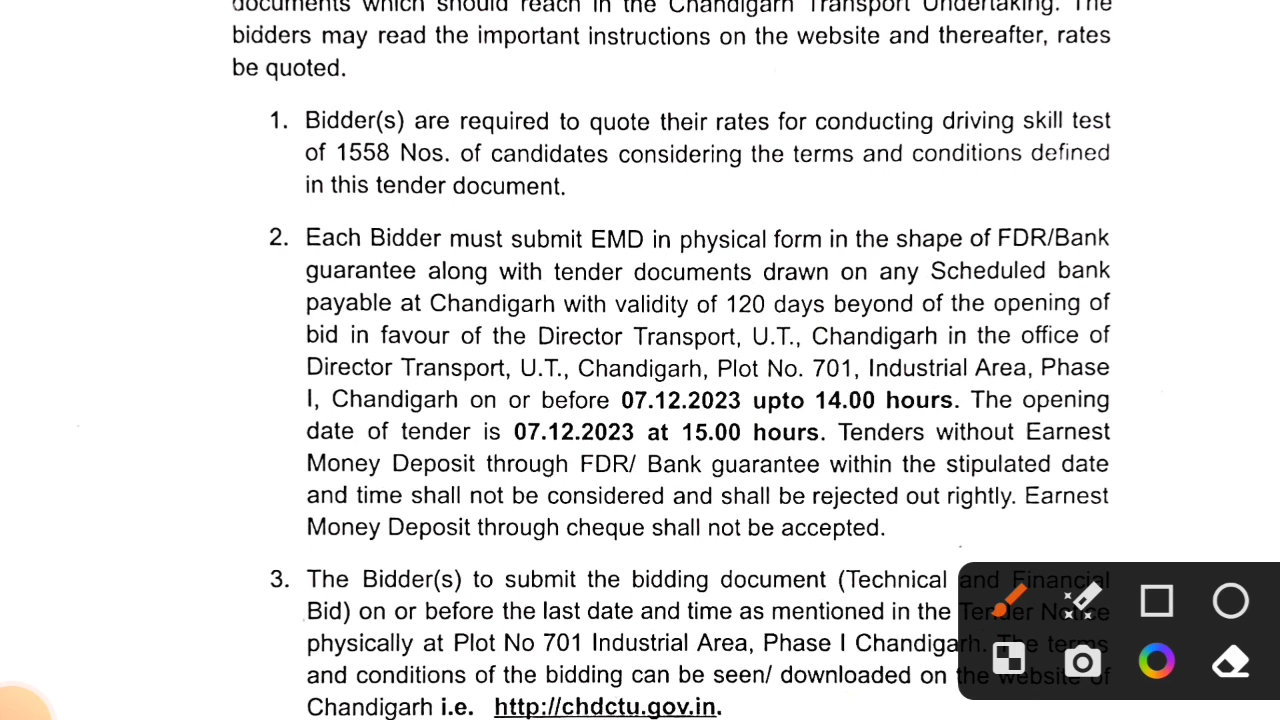 documents which should reach in the Chandigarh Transport Undertaking. The
bidders may read the important instructions on the website and thereafter, rates
be quoted.
1. Bidder(s) are required to quote their rates for conducting driving skill test
of 1558 Nos. of candidates considering the terms and conditions defined
in this tender document.
2. Each Bidder must submit EMD in physical form in the shape of FDR/Bank
guarantee along with tender documents drawn on any Scheduled bank
payable at Chandigarh with validity of 120 days beyond of the opening of
bid in favour of the Director Transport, U.T., Chandigarh in the office of
Director Transport, U.T., Chandigarh, Plot No. 701, Industrial Area, Phase
I, Chandigarh on or before 07.12.2023 upto 14.00 hours. The opening
date of tender is 07.12.2023 at 15.00 hours. Tenders without Earnest
Money Deposit through FDR/ Bank guarantee within the stipulated date
and time shall not be considered and shall be rejected out rightly. Earnest
Money Deposit through cheque shall not be accepted.
3. The Bidder(s) to submit the bidding document (Technical and Financial
Bid) on or before the last date and time as mentioned in the Tender Notice
physically at Plot No 701 Industrial Area, Phase I Chandigarh. The terms
and conditions of the bidding can be seen/ downloaded on the website of
Chandigarh i.e. http://chdctu.gov.in.